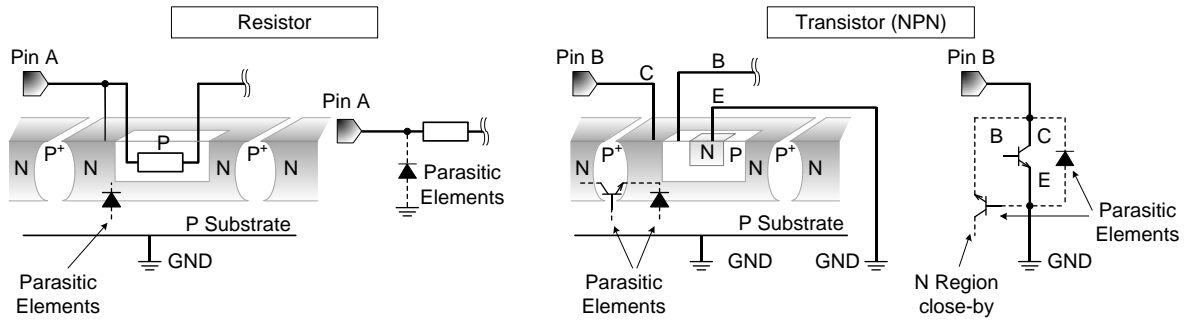 Resistor
Pin A
N
P+
N
P
N
P+
N
P Substrate
GND
Parasitic
Elements
Pin A
Parasitic
Elements
Transistor (NPN)
Pin B
C
B
E
N
P+
N
N
P
N
P+
N
P Substrate
GND
GND
Parasitic
Elements
Pin B
B
C
E
Parasitic
Elements
GND
N Region
close-by